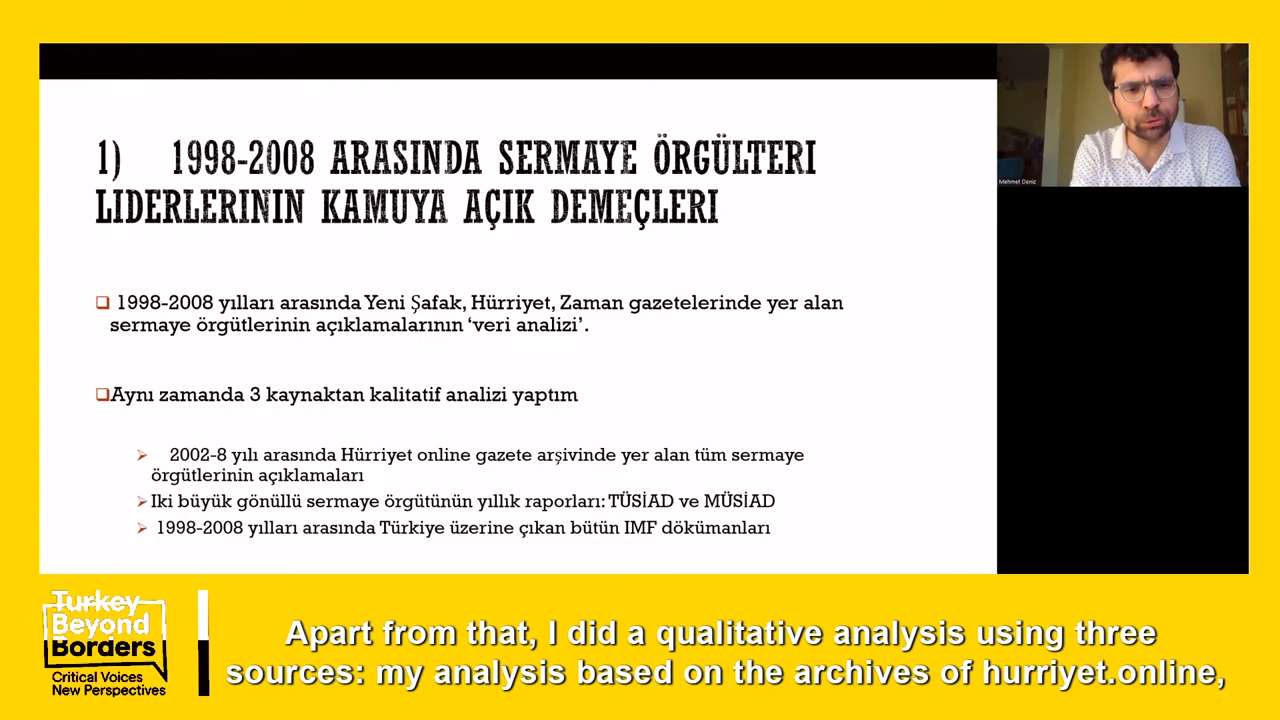 1) 1998-2008 ARASINDA SERMAYE ÖRGÜLTERI
LIDERLERININ KAMUYA AÇIK DEMEÇLERI
1998-2008 yılları arasında Yeni Şafak, Hürriyet, Zaman gazetelerinde yer alan
sermaye örgütlerinin açıklamalarının ‘veri analizi’.
Aynı zamanda 3 kaynaktan kalitatif analizi yaptım
2002-8 yılı arasında Hürriyet online gazete arşivinde yer alan tüm sermaye
örgütlerinin açıklamaları
Iki büyük gönüllü sermaye örgütünün yıllık raporları: TÜSİAD ve MÜSİAD
1998-2008 yılları arasında Türkiye üzerine çıkan bütün IMF dökümanları
Mehmet Deniz
Turkey
Beyond
Borders
Critical Voices
New Perspectives
Apart from that, I did a qualitative analysis using three
sources: my analysis based on the archives of hurriyet.online,